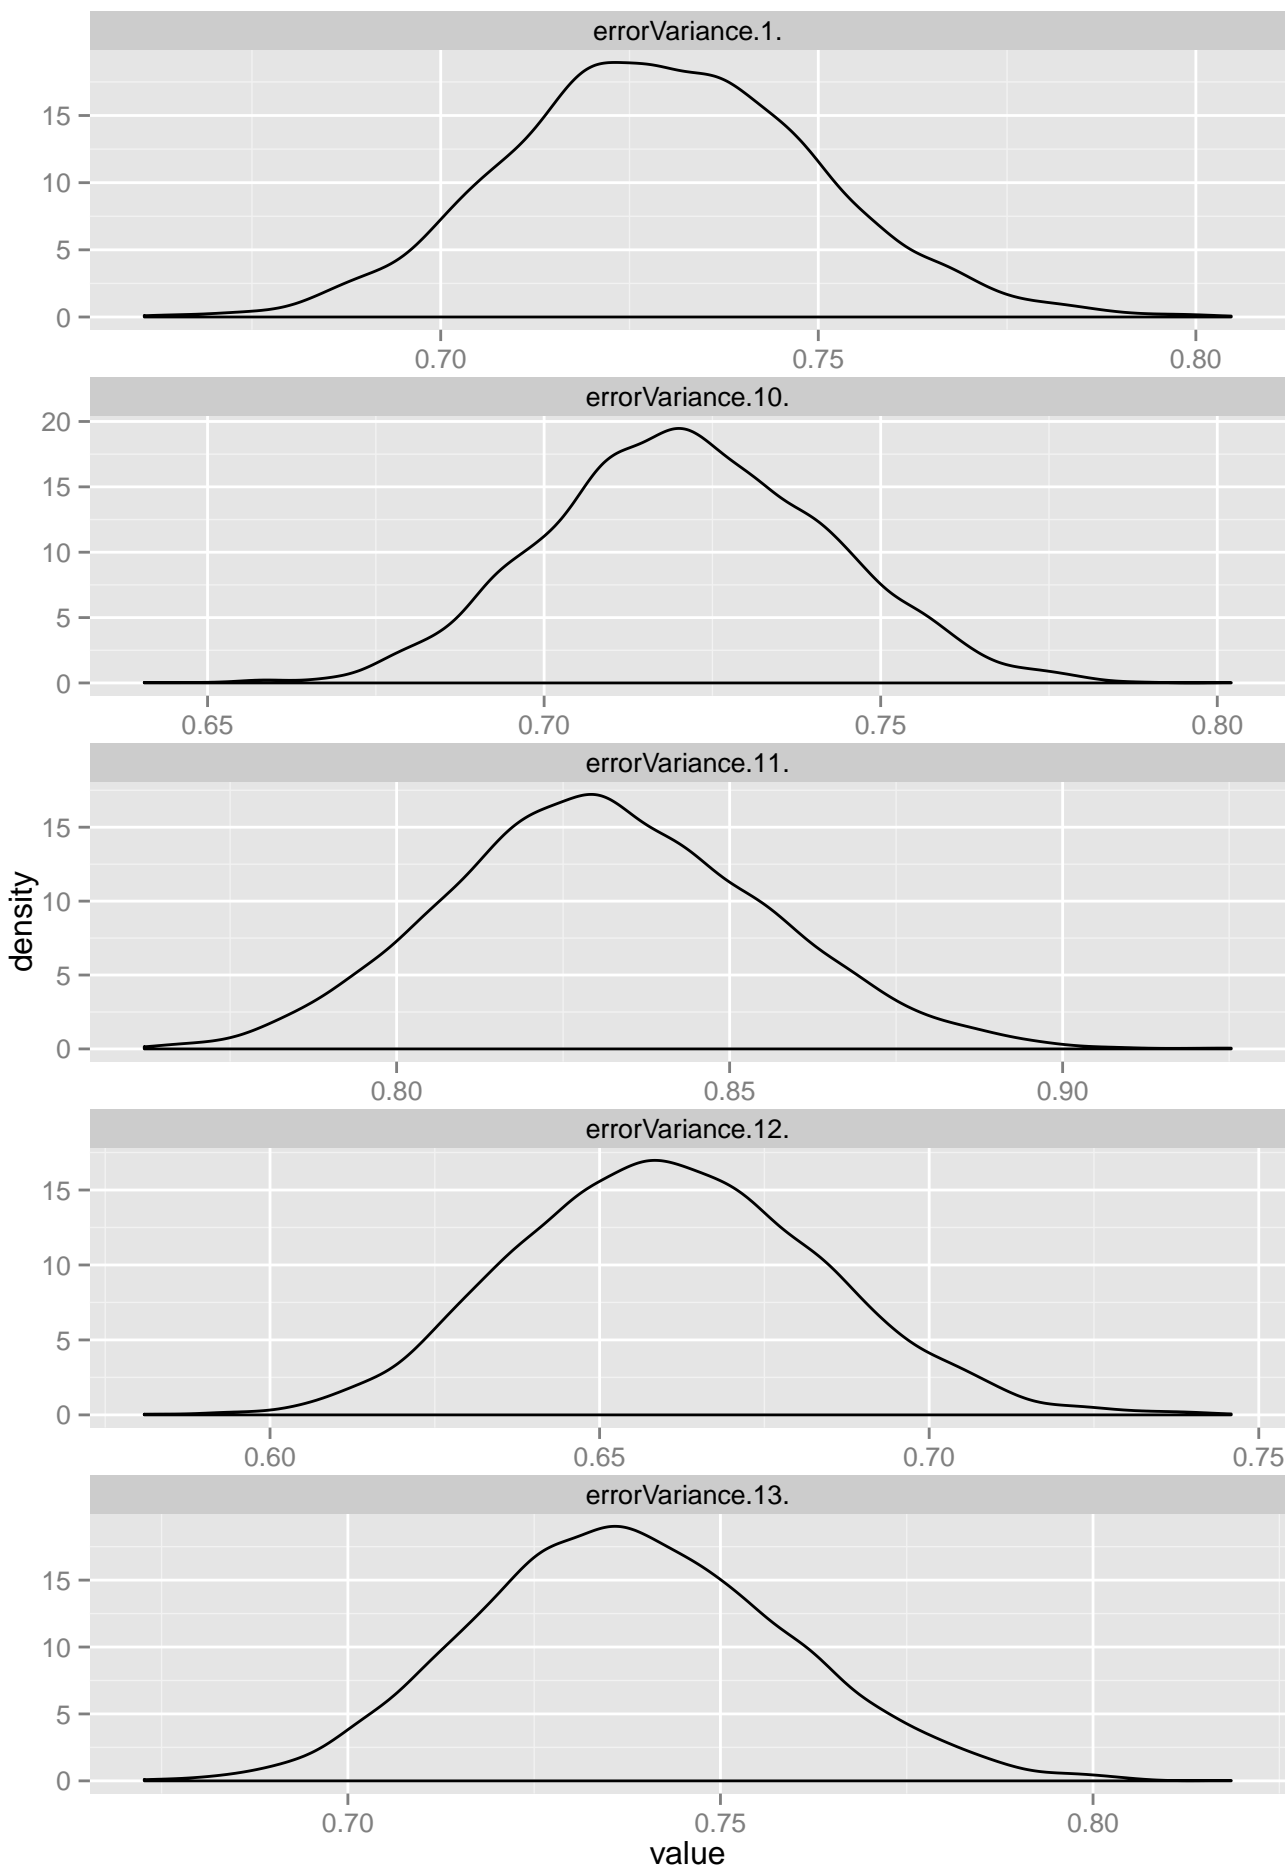 errorVariance.1.
15
10
5
0
0.70 0.75 0.80
errorVariance.10.
20
15
10
5
0
0.65 0.70 0.75 0.80
errorVariance.11.
15
10
5
0
0.80 0.85 0.90
density
errorVariance.12.
15
10
5
0
0.60 0.65 0.70 0.75
errorVariance.13.
15
10
5
0
0.70 0.75 0.80
value